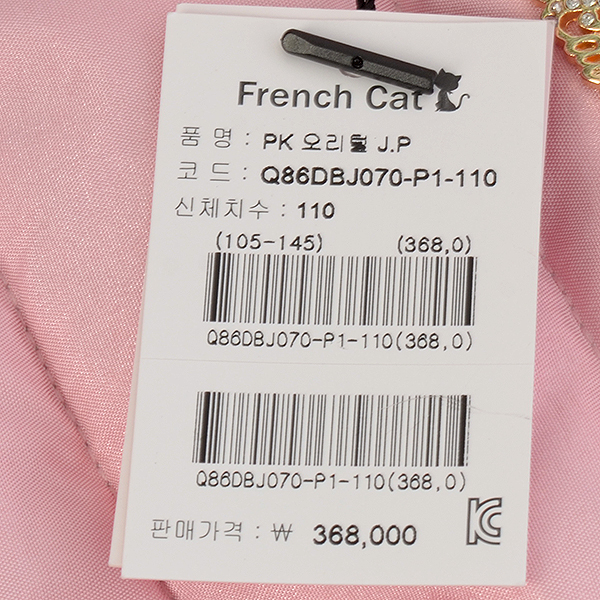 French Cat
품 명 : PK 오리털 J.P
코 드 : Q86DBJ070-P1-110
신체치수 : 110
(105-145) (368,0)
Q86DBJ070-P1-110(368,0)
Q86DBJ070-P1-110(368,0)
판매가격 : ₩ 368,000
KC